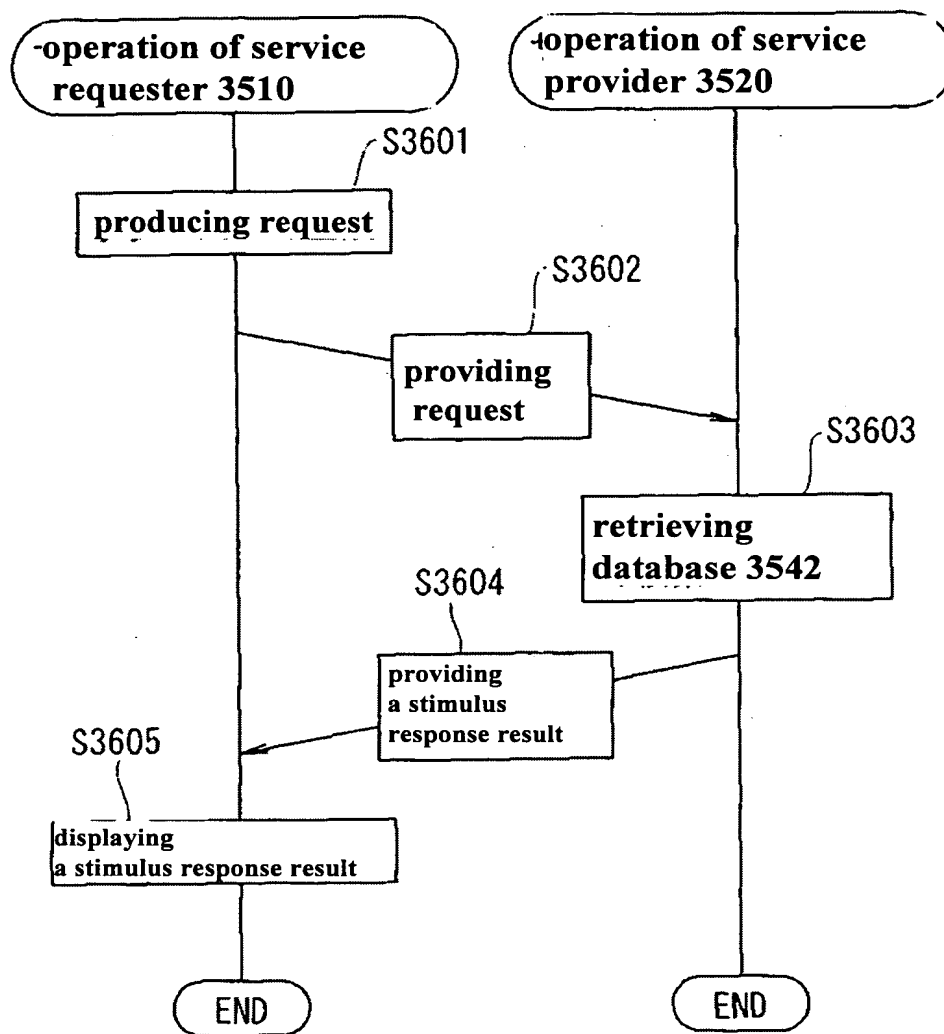 operation of service
requester 3510
operation of service
provider 3520
S3601
producing request
S3602
providing
request
S3603
retrieving
database 3542
S3604
providing
a stimulus
response result
S3605
displaying
a stimulus response result
END
END